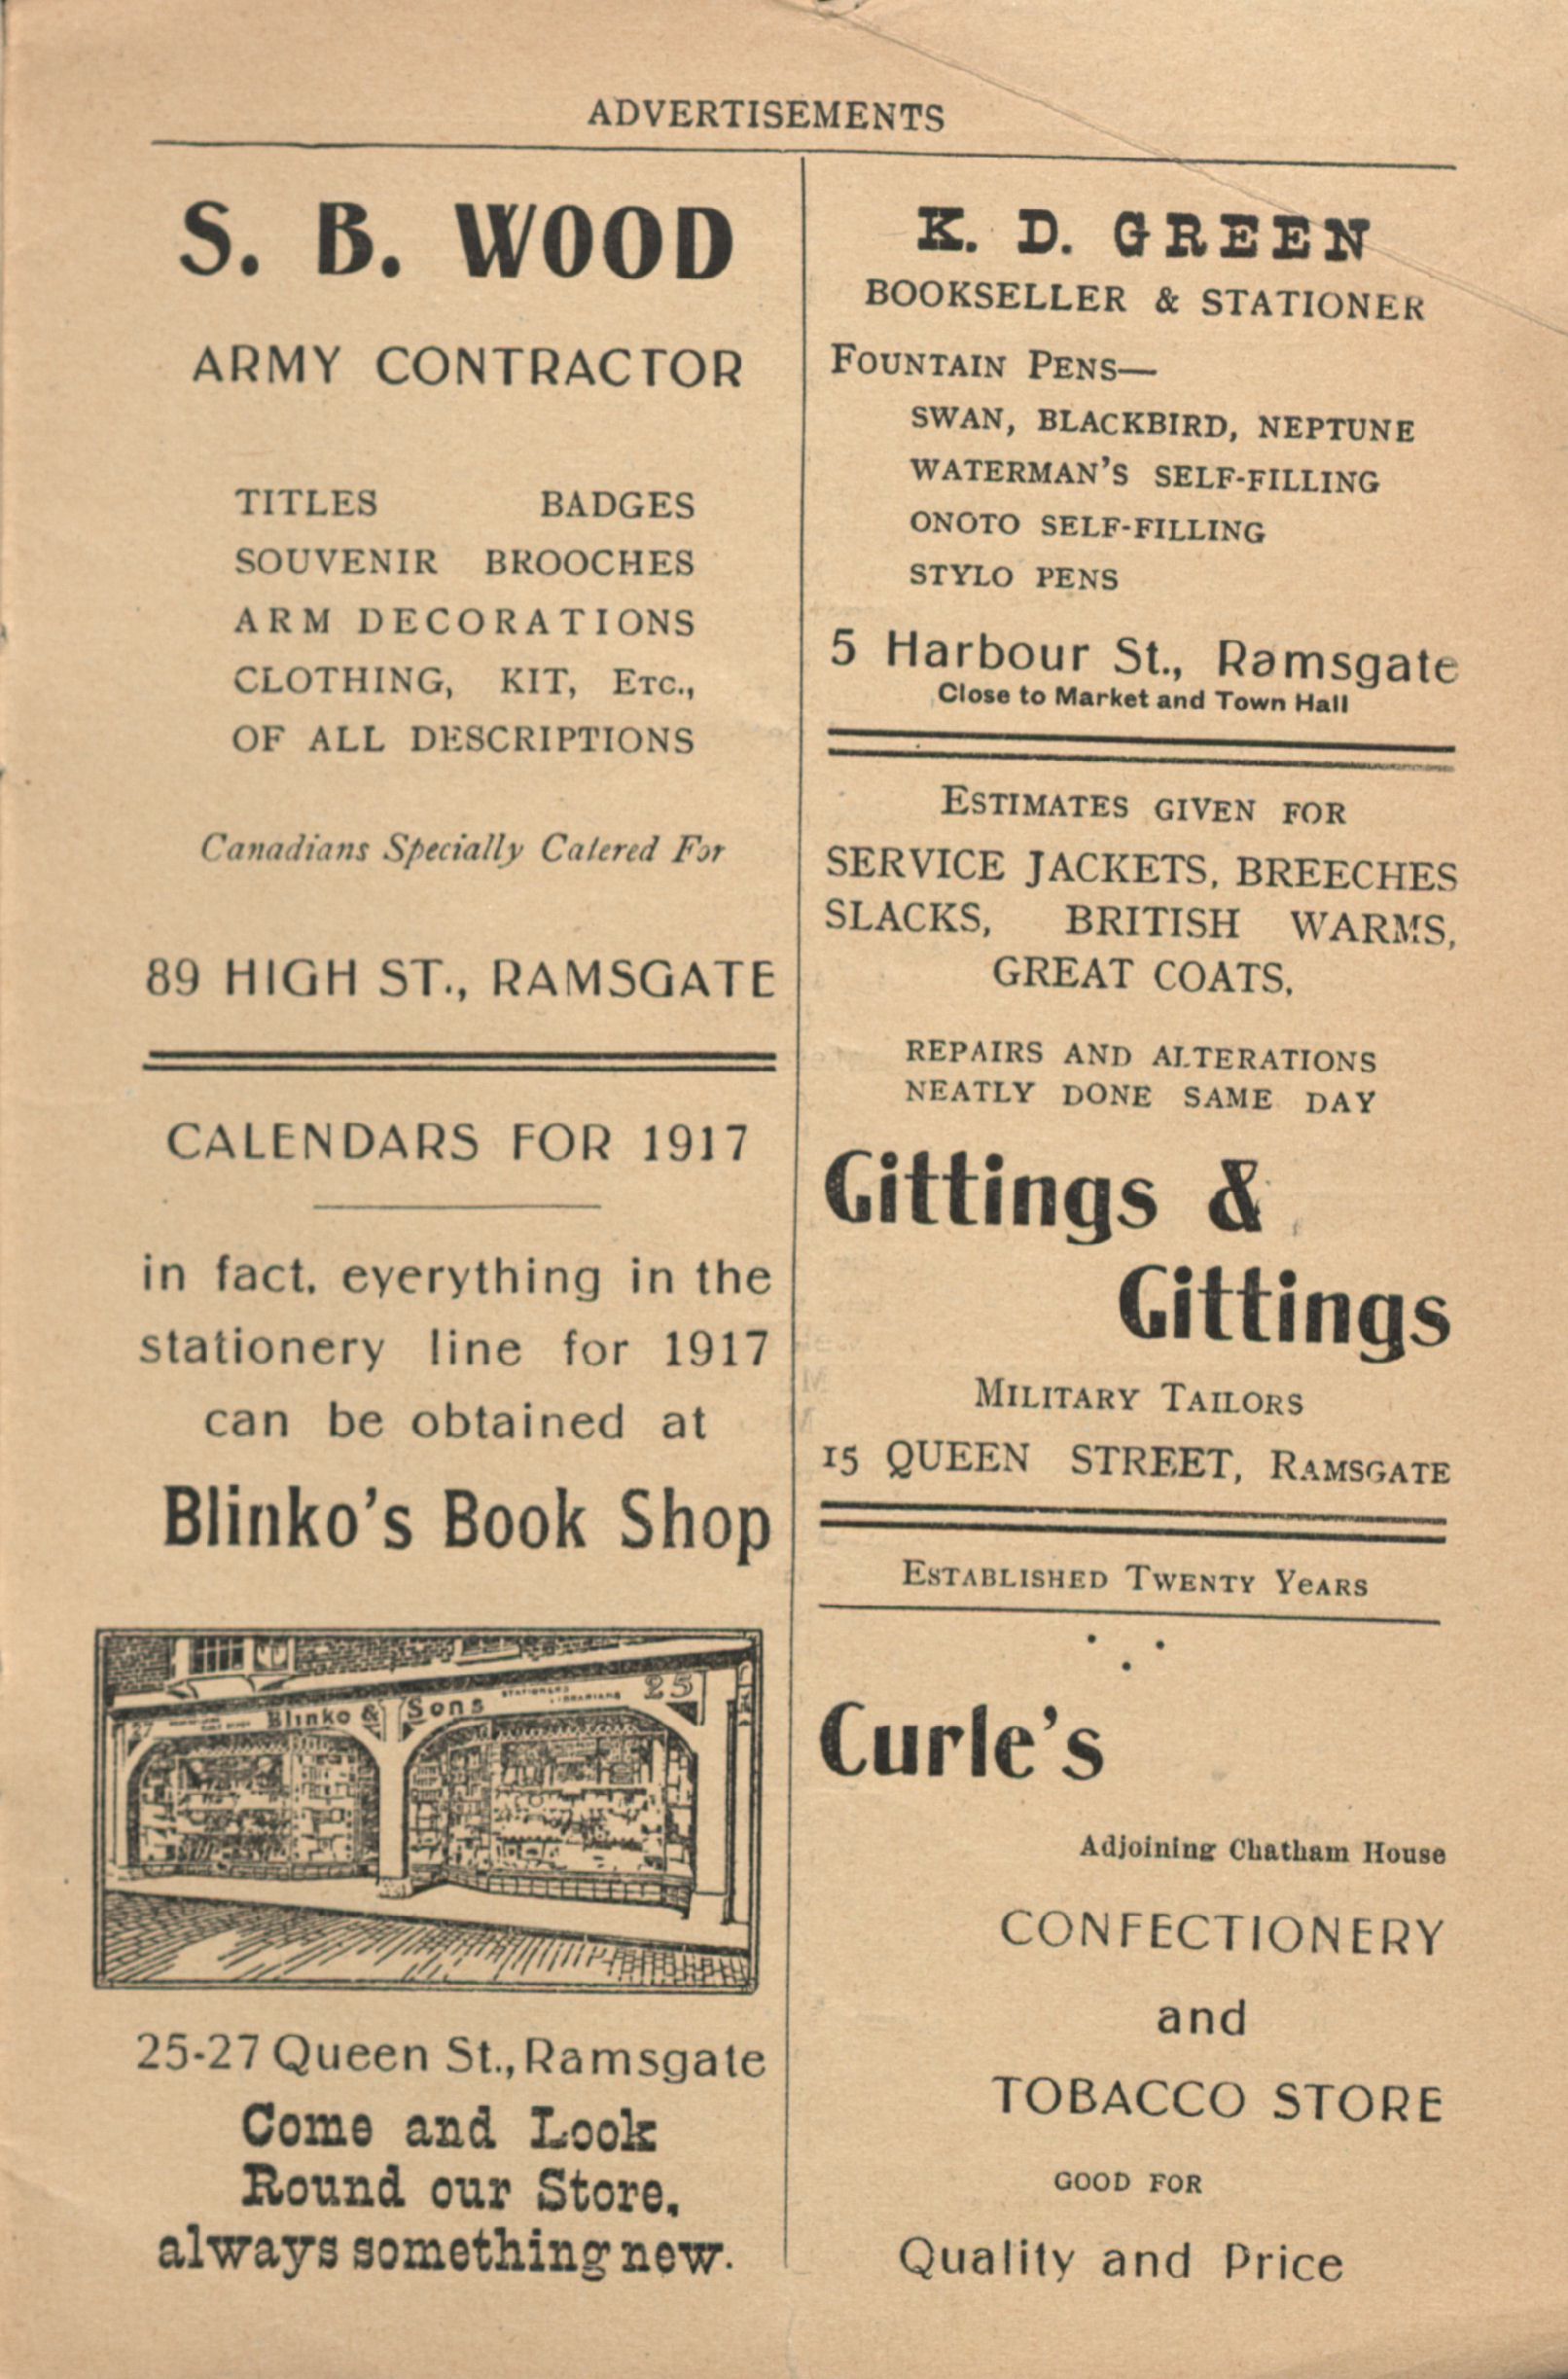 ADVERTISEMENTS
S. B. WOOD
ARMY CONTRACTOR
TITLES BADGES
SOUVENIR BROOCHES
ARM DECORATIONS
CLOTHING, KIT, ETC.,
OF ALL DESCRIPTIONS
Canadians Specially Catered For
89 HIGH ST., RAMSGATE
CALENDARS FOR 1917
in fact. eyerything in the
stationery line for 1917
can be obtained at
Blinko's Book Shop
27 Blinko & Sons 25
25-27 Queen St., Ramsgate
Come and Look
Round our Store.
always something new.
K. D. GREEN
BOOKSELLER & STATIONER
FOUNTAIN PENS—
SWAN, BLACKBIRD, NEPTUNE
WATERMAN'S SELF-FILLING
ONOTO SELF-FILLING
STYLO PENS
5 Harbour St., Ramsgate
Close to Market and Town Hall
ESTIMATES GIVEN FOR
SERVICE JACKETS, BREECHES
SLACKS, BRITISH WARMS,
GREAT COATS,
REPAIRS AND ALTERATIONS
NEATLY DONE SAME DAY
Gittings &
Gittings
MILITARY TAILORS
15 QUEEN STREET, RAMSGATE
ESTABLISHED TWENTY YeARS
Curle's
Adjoining Chatham House
CONFECTIONERY
and
TOBACCO STORE
GOOD FOR
Quality and Price